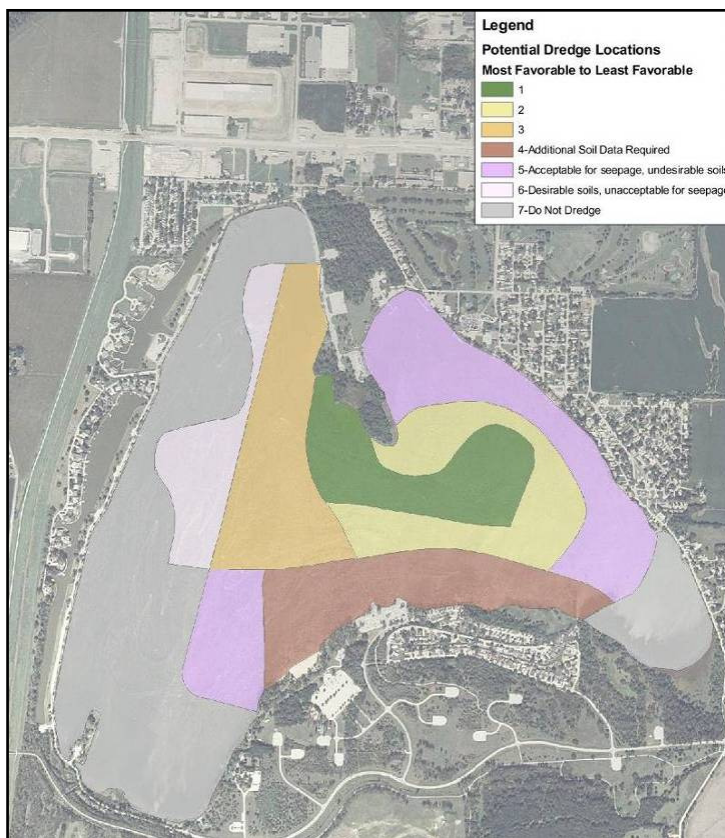 Legend
Potential Dredge Locations
Most Favorable to Least Favorable
1
2
3
4-Additional Soil Data Required
5-Acceptable for seepage, undesirable soils
6-Desirable soils, unacceptable for seepage
7-Do Not Dredge